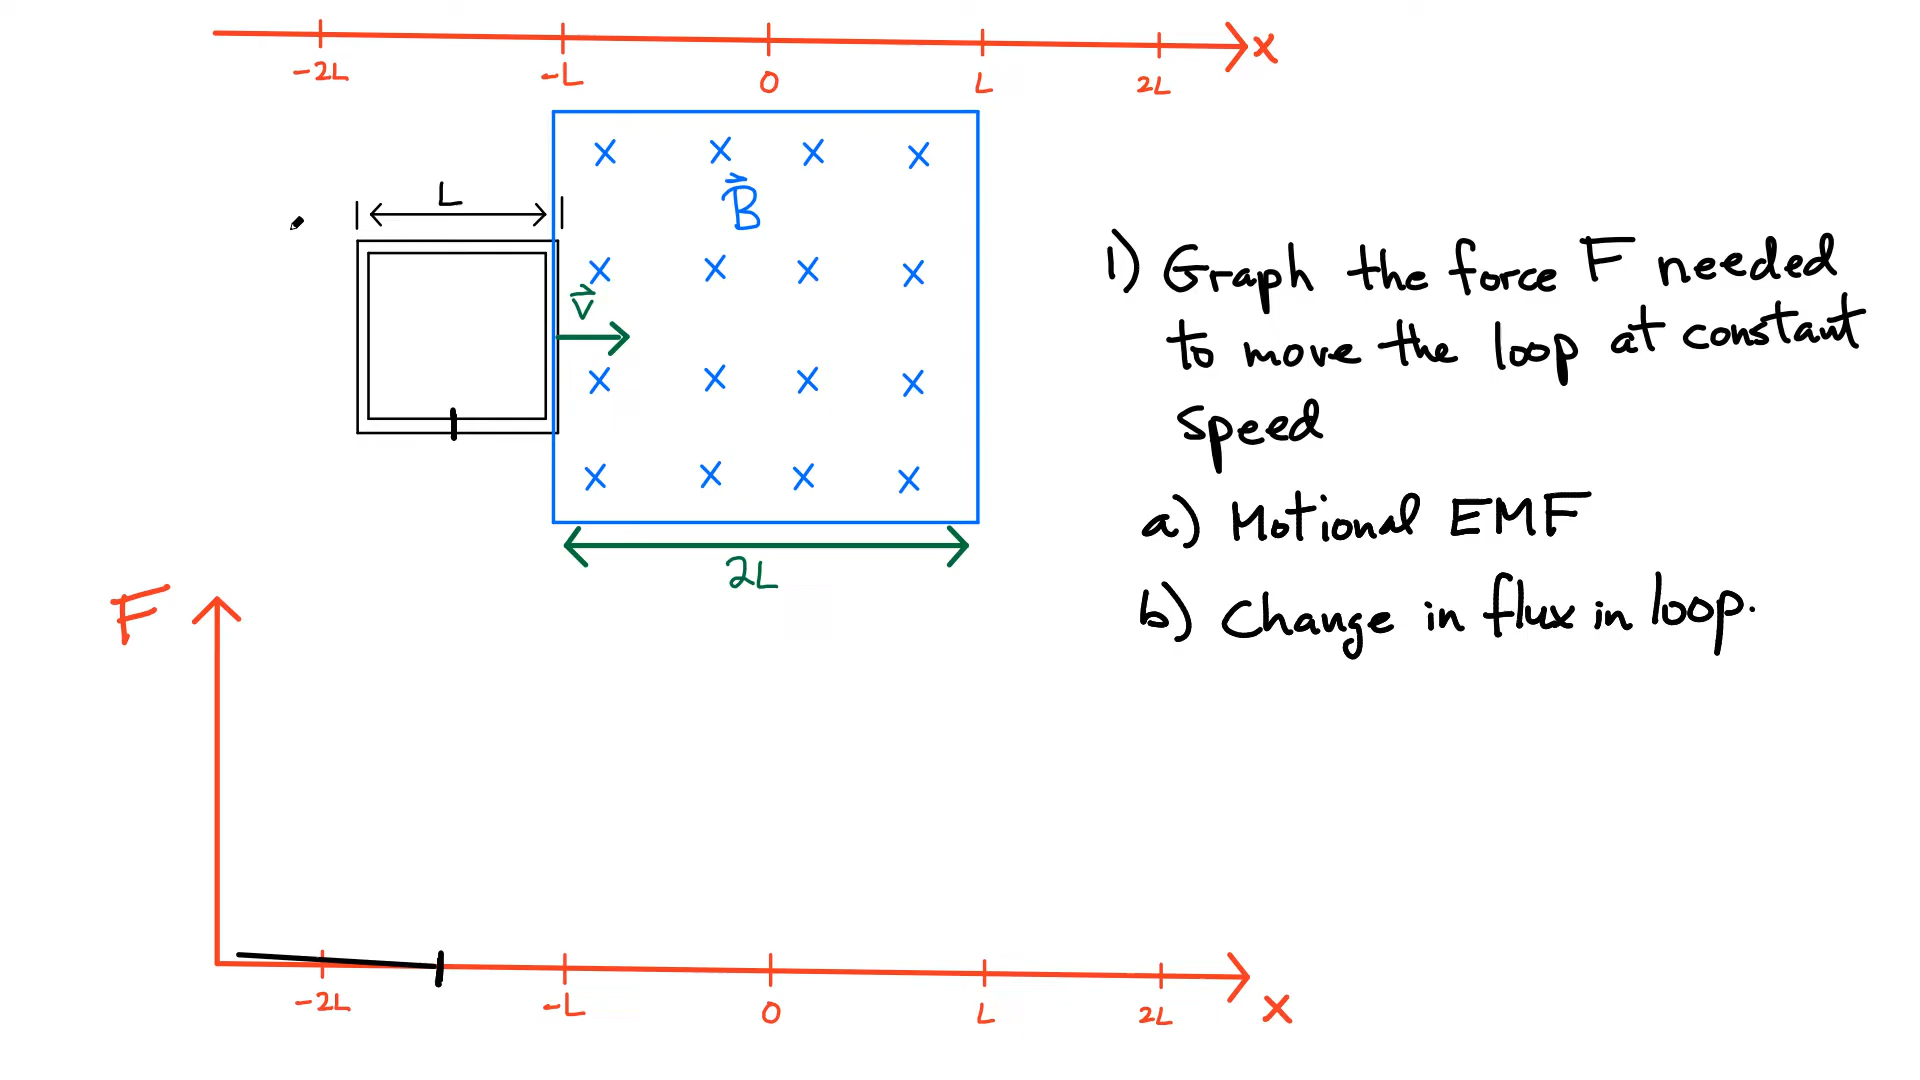 x
-2L -L 0 L 2L
x x x x
L
B
x x x x
v
x x x x
x x x x
2L
1) Graph the force F needed
to move the loop at constant
speed
a) Motional EMF
b) Change in flux in loop.
F
-2L -L 0 L 2L x